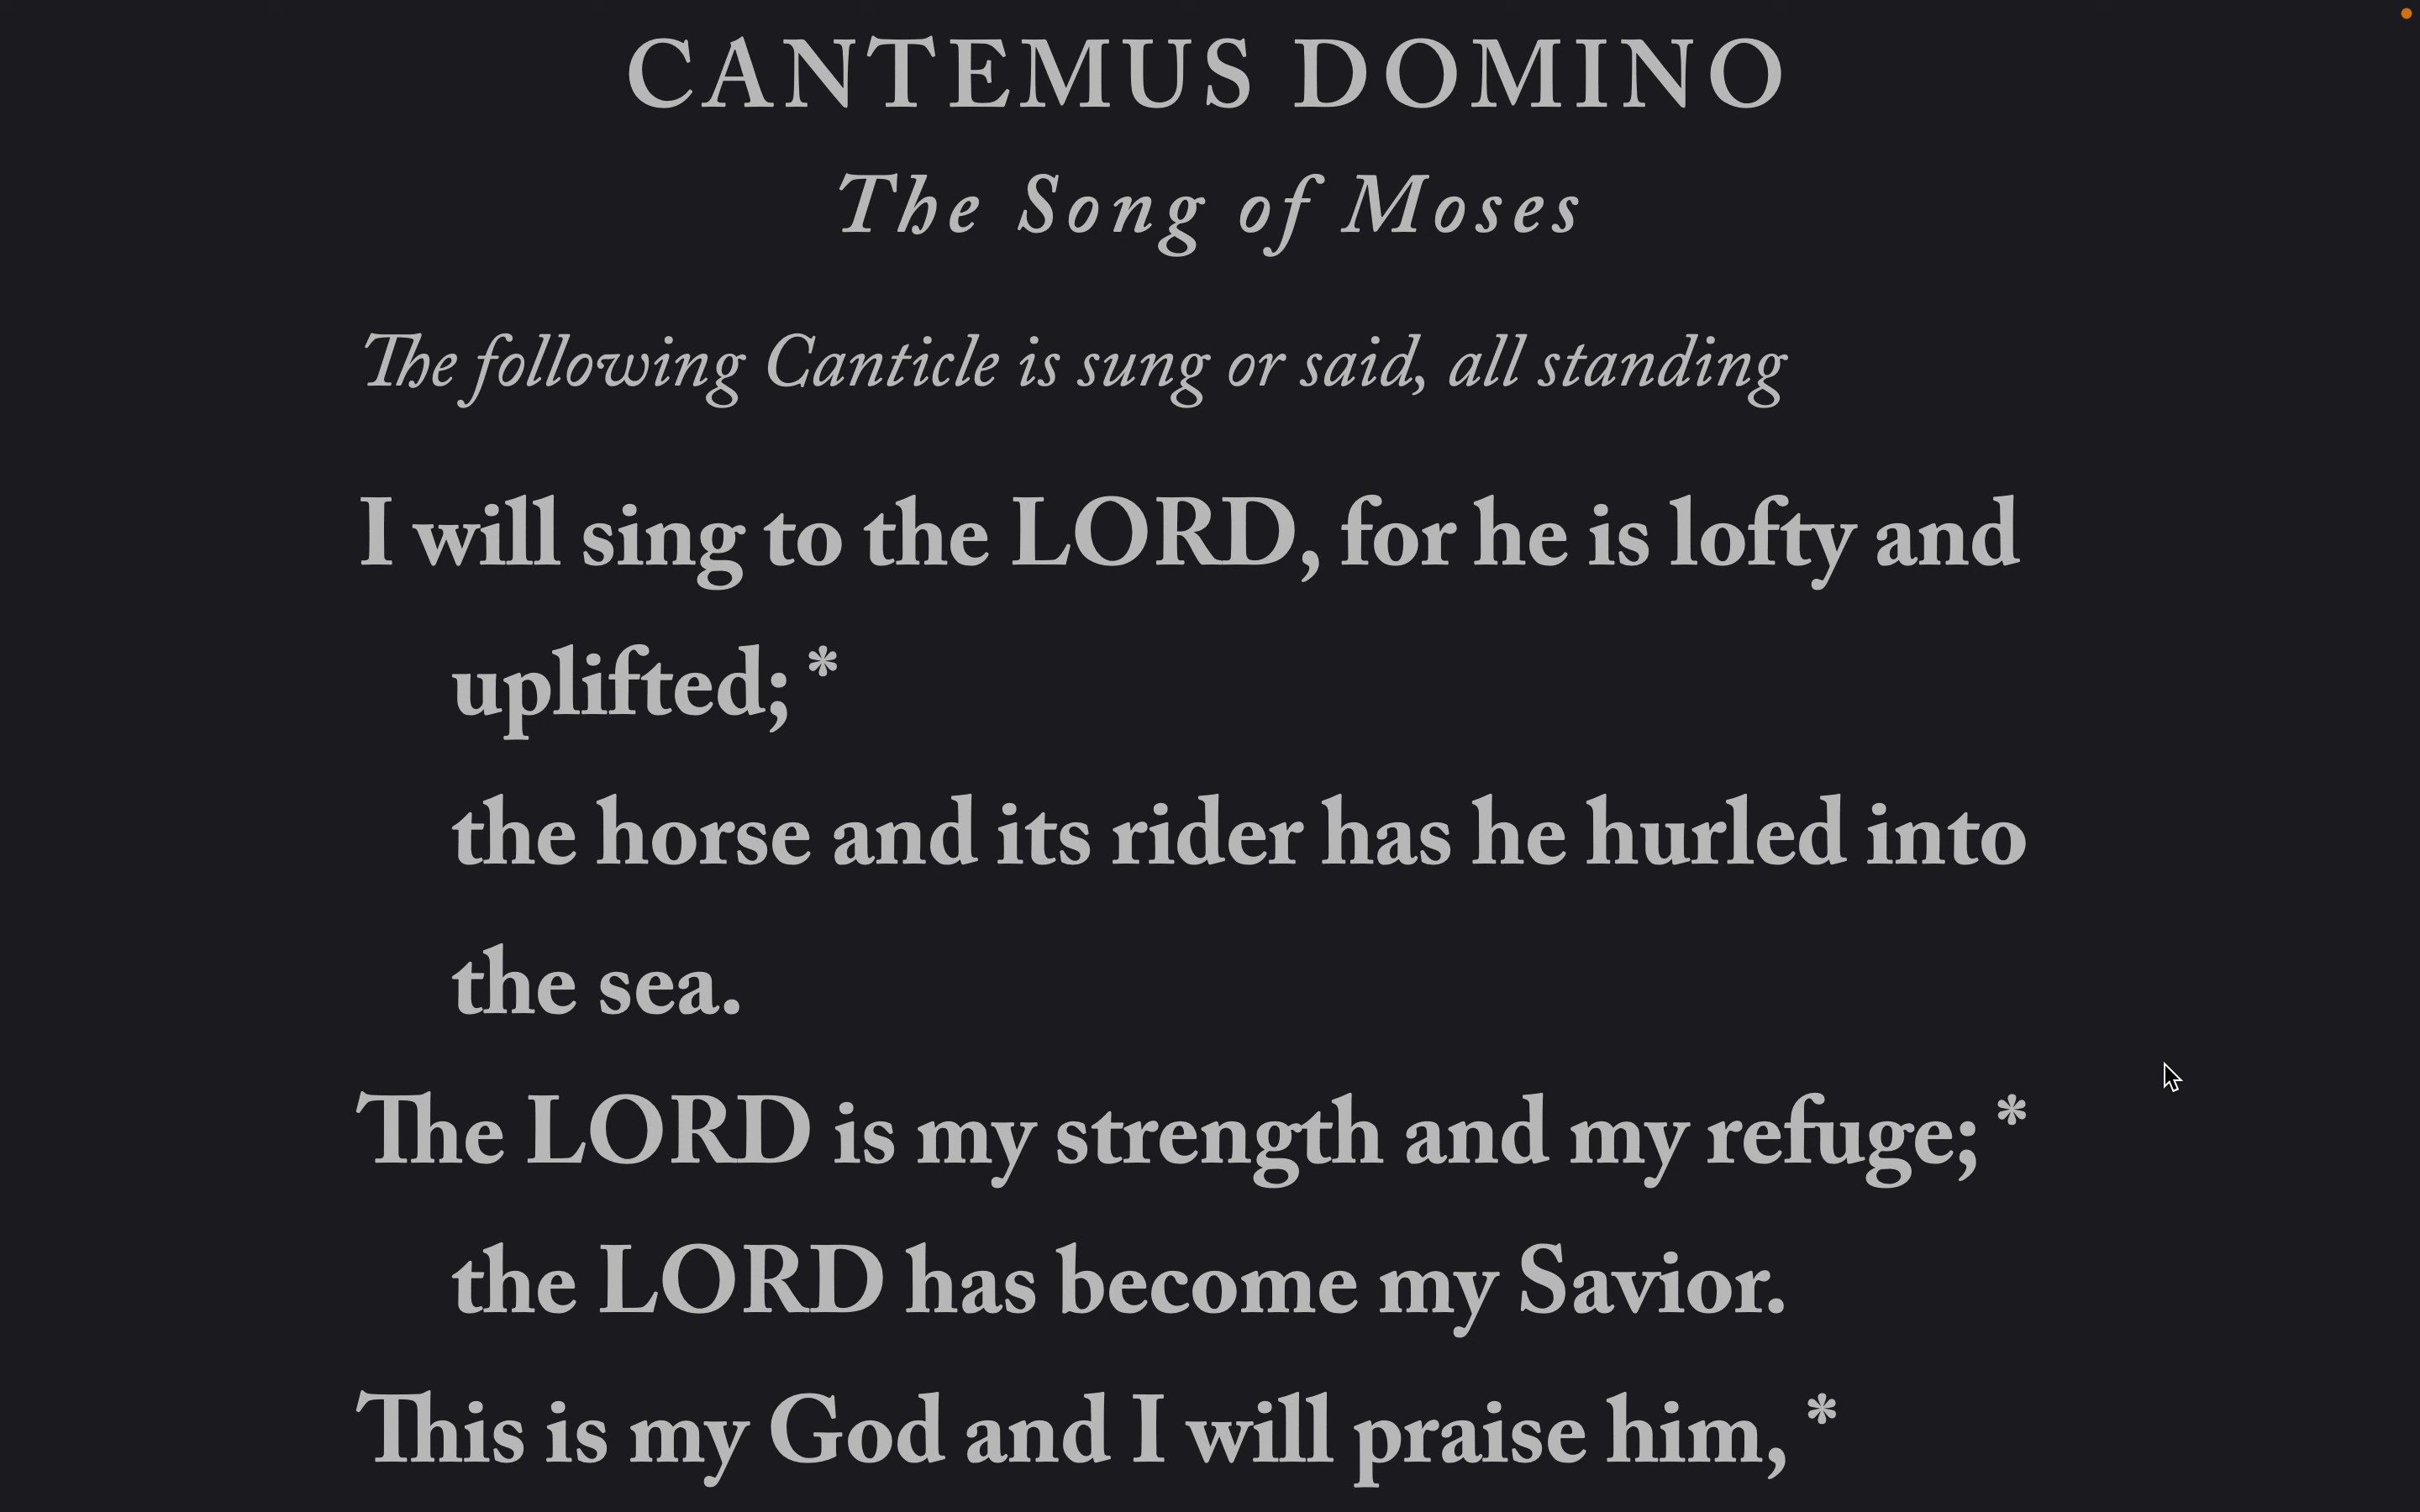 CANTEMUS DOMINO
The Song of Moses
The following Canticle is sung or said, all standing
I will sing to the LORD, for he is lofty and
uplifted; *
the horse and its rider has he hurled into
the sea.
The LORD is my strength and my refuge; *
the LORD has become my Savior.
This is my God and I will praise him, *